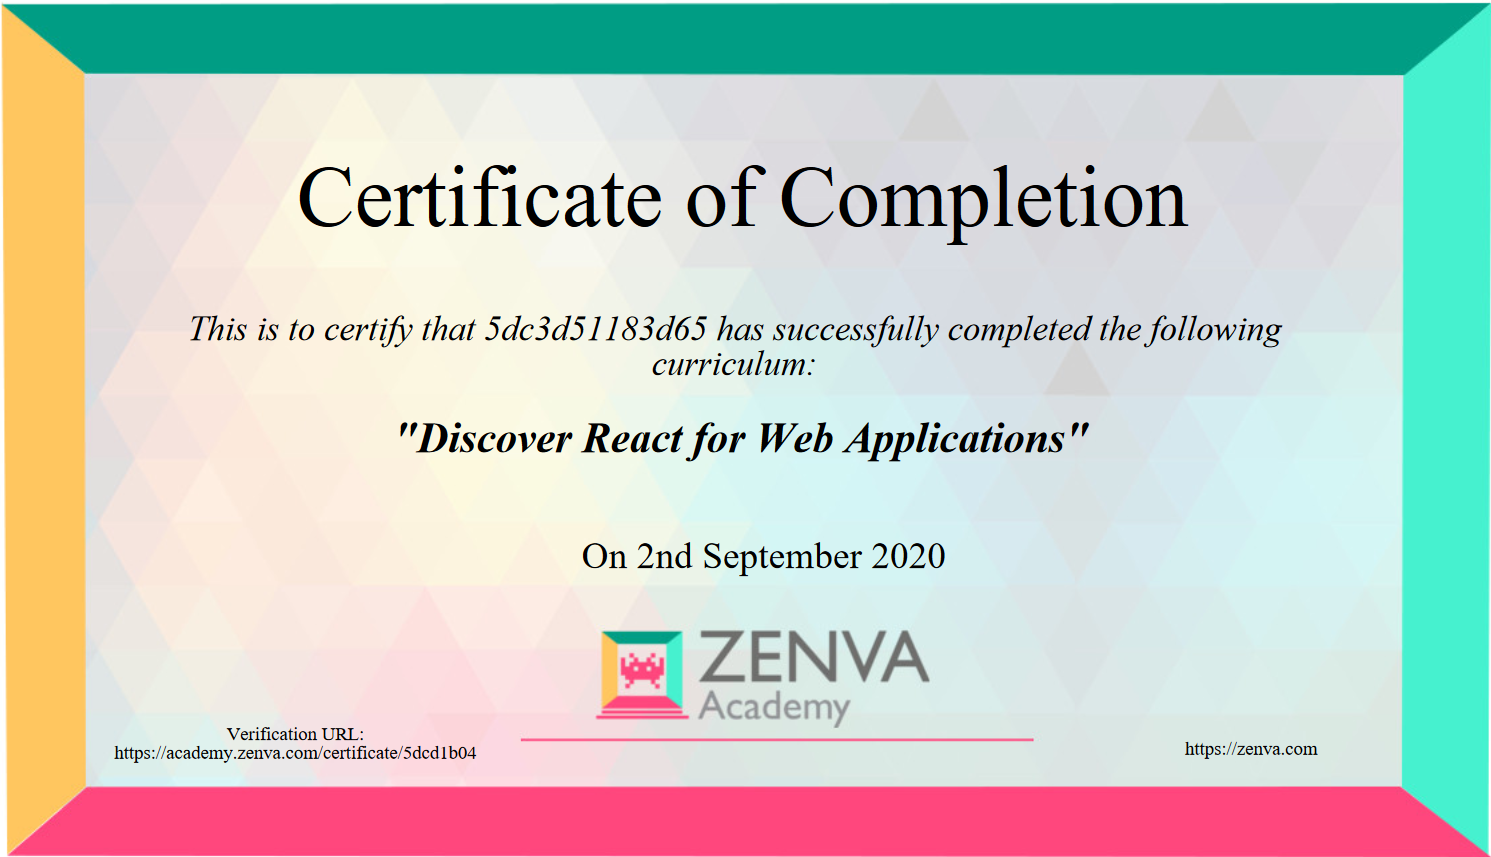 Certificate of Completion
This is to certify that 5dc3d51183d65 has successfully completed the following
curriculum:
"Discover React for Web Applications"
On 2nd September 2020
ZENVA
Academy
Verification URL:
https://academy.zenva.com/certificate/5dcd1b04
https://zenva.com